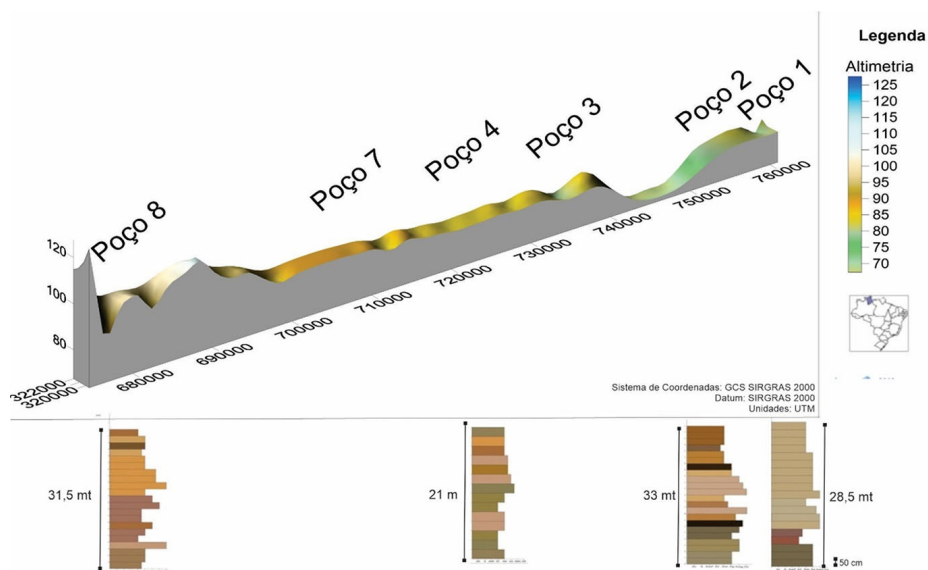 Legenda
Altimetria
125
120
115
110
105
100
95
90
85
80
75
70
Poço 1
Poço 2
Poço 3
Poço 4
Poço 7
Poço 8
120
100
80
322000
320000
680000
690000
700000
710000
720000
730000
740000
750000
760000
Sistema de Coordenadas: GCS SIRGRAS 2000
Datum: SIRGRAS 2000
Unidades: UTM
31,5 mt
21 m
33 mt
28,5 mt
50 cm